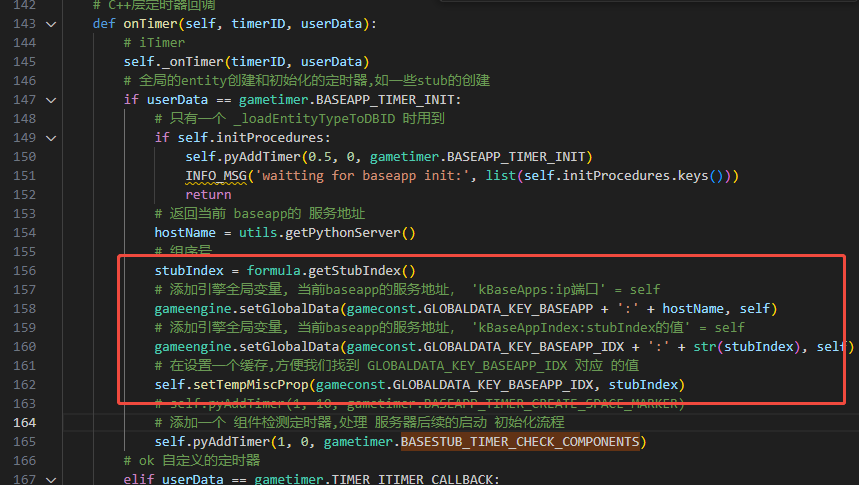 142 # C++层定时器回调
143 def onTimer(self, timerID, userData):
144 # iTimer
145 self._onTimer(timerID, userData)
146 # 全局的entity创建和初始化的定时器,如一些stub的创建
147 if userData == gametimer.BASEAPP_TIMER_INIT:
148 # 只有一个 _loadEntityTypeToDBID 时用到
149 if self.initProcedures:
150 self.pyAddTimer(0.5, 0, gametimer.BASEAPP_TIMER_INIT)
151 INFO_MSG('waitting for baseapp init:', list(self.initProcedures.keys()))
152 return
153 # 返回当前 baseapp的 服务地址
154 hostName = utils.getPythonServer()
155 # 组序号
156 stubIndex = formula.getStubIndex()
157 # 添加引擎全局变量, 当前baseapp的服务地址, 'kBaseApps:ip端口' = self
158 gameengine.setGlobalData(gameconst.GLOBALDATA_KEY_BASEAPP + ':' + hostName, self)
159 # 添加引擎全局变量, 当前baseapp的服务地址, 'kBaseAppIndex:stubIndex的值' = self
160 gameengine.setGlobalData(gameconst.GLOBALDATA_KEY_BASEAPP_IDX + ':' + str(stubIndex), self)
161 # 在设置一个缓存,方便我们找到 GLOBALDATA_KEY_BASEAPP_IDX 对应 的值
162 self.setTempMiscProp(gameconst.GLOBALDATA_KEY_BASEAPP_IDX, stubIndex)
163 # self.pyAddTimer(1, 10, gametimer.BASEAPP_TIMER_CREATE_SPACE_MARKER)
164 # 添加一个 组件检测定时器,处理 服务器后续的启动 初始化流程
165 self.pyAddTimer(1, 0, gametimer.BASESTUB_TIMER_CHECK_COMPONENTS)
166 # ok 自定义的定时器
167 elif userData == gametimer.TIMER_ITIMER_CALLBACK: